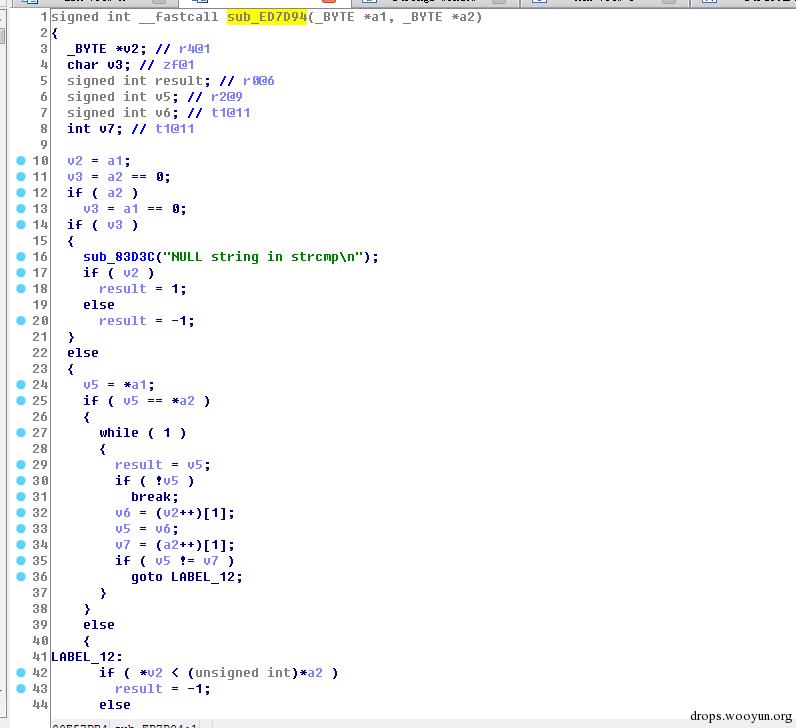 1 signed int __fastcall sub_ED7D94(_BYTE *a1, _BYTE *a2)
2 {
3 _BYTE *v2; // r4@1
4 char v3; // zf@1
5 signed int result; // r0@6
6 signed int v5; // r2@9
7 signed int v6; // t1@11
8 int v7; // t1@11
9
10 v2 = a1;
11 v3 = a2 == 0;
12 if ( a2 )
13 v3 = a1 == 0;
14 if ( v3 )
15 {
16 sub_83D3C("NULL string in strcmp\n");
17 if ( v2 )
18 result = 1;
19 else
20 result = -1;
21 }
22 else
23 {
24 v5 = *a1;
25 if ( v5 == *a2 )
26 {
27 while ( 1 )
28 {
29 result = v5;
30 if ( !v5 )
31 break;
32 v6 = (v2++)[1];
33 v5 = v6;
34 v7 = (a2++)[1];
35 if ( v5 != v7 )
36 goto LABEL_12;
37 }
38 }
39 else
40 {
41 LABEL_12:
42 if ( *v2 < (unsigned int)*a2 )
43 result = -1;
44 else
drops.wooyun.org